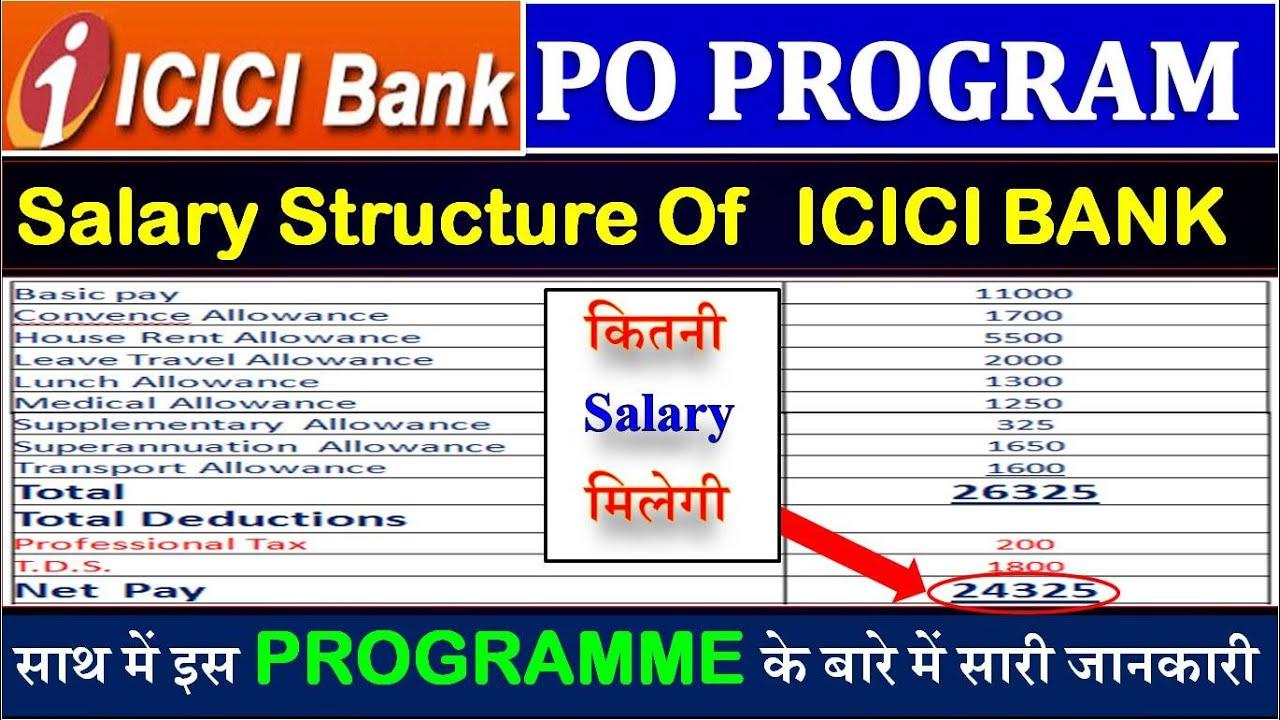 i ICICI Bank PO PROGRAM
Salary Structure Of ICICI BANK
Basic pay 11000
Convence Allowance 1700
House Rent Allowance 5500
Leave Travel Allowance 2000
Lunch Allowance 1300
Medical Allowance 1250
Supplementary Allowance 325
Superannuation Allowance 1650
Transport Allowance 1600
Total 26325
Total Deductions
Professional Tax 200
T.D.S. 1800
Net Pay 24325
कितनी
Salary
मिलेगी
साथ में इस PROGRAMME के बारे में सारी जानकारी